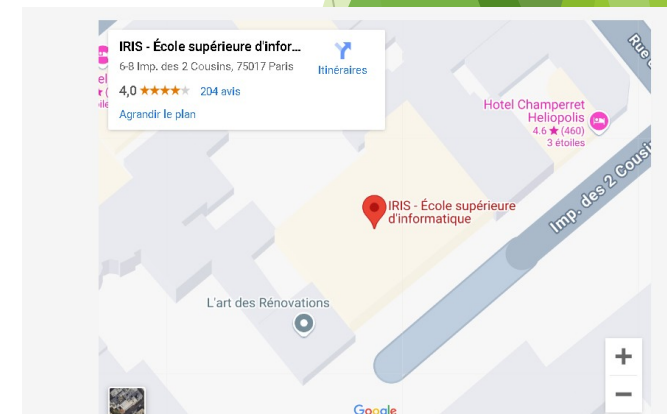 IRIS - École supérieure d'infor...
6-8 Imp. des 2 Cousins, 75017 Paris
Itinéraires
4,0 ★★★★★ 204 avis
Agrandir le plan
Hotel Champerret
Heliopolis
4.6 ★ (460)
3 étoiles
Imp. des 2 Cousi
IRIS - École supérieure
d'informatique
L'art des Rénovations
+
−
Google